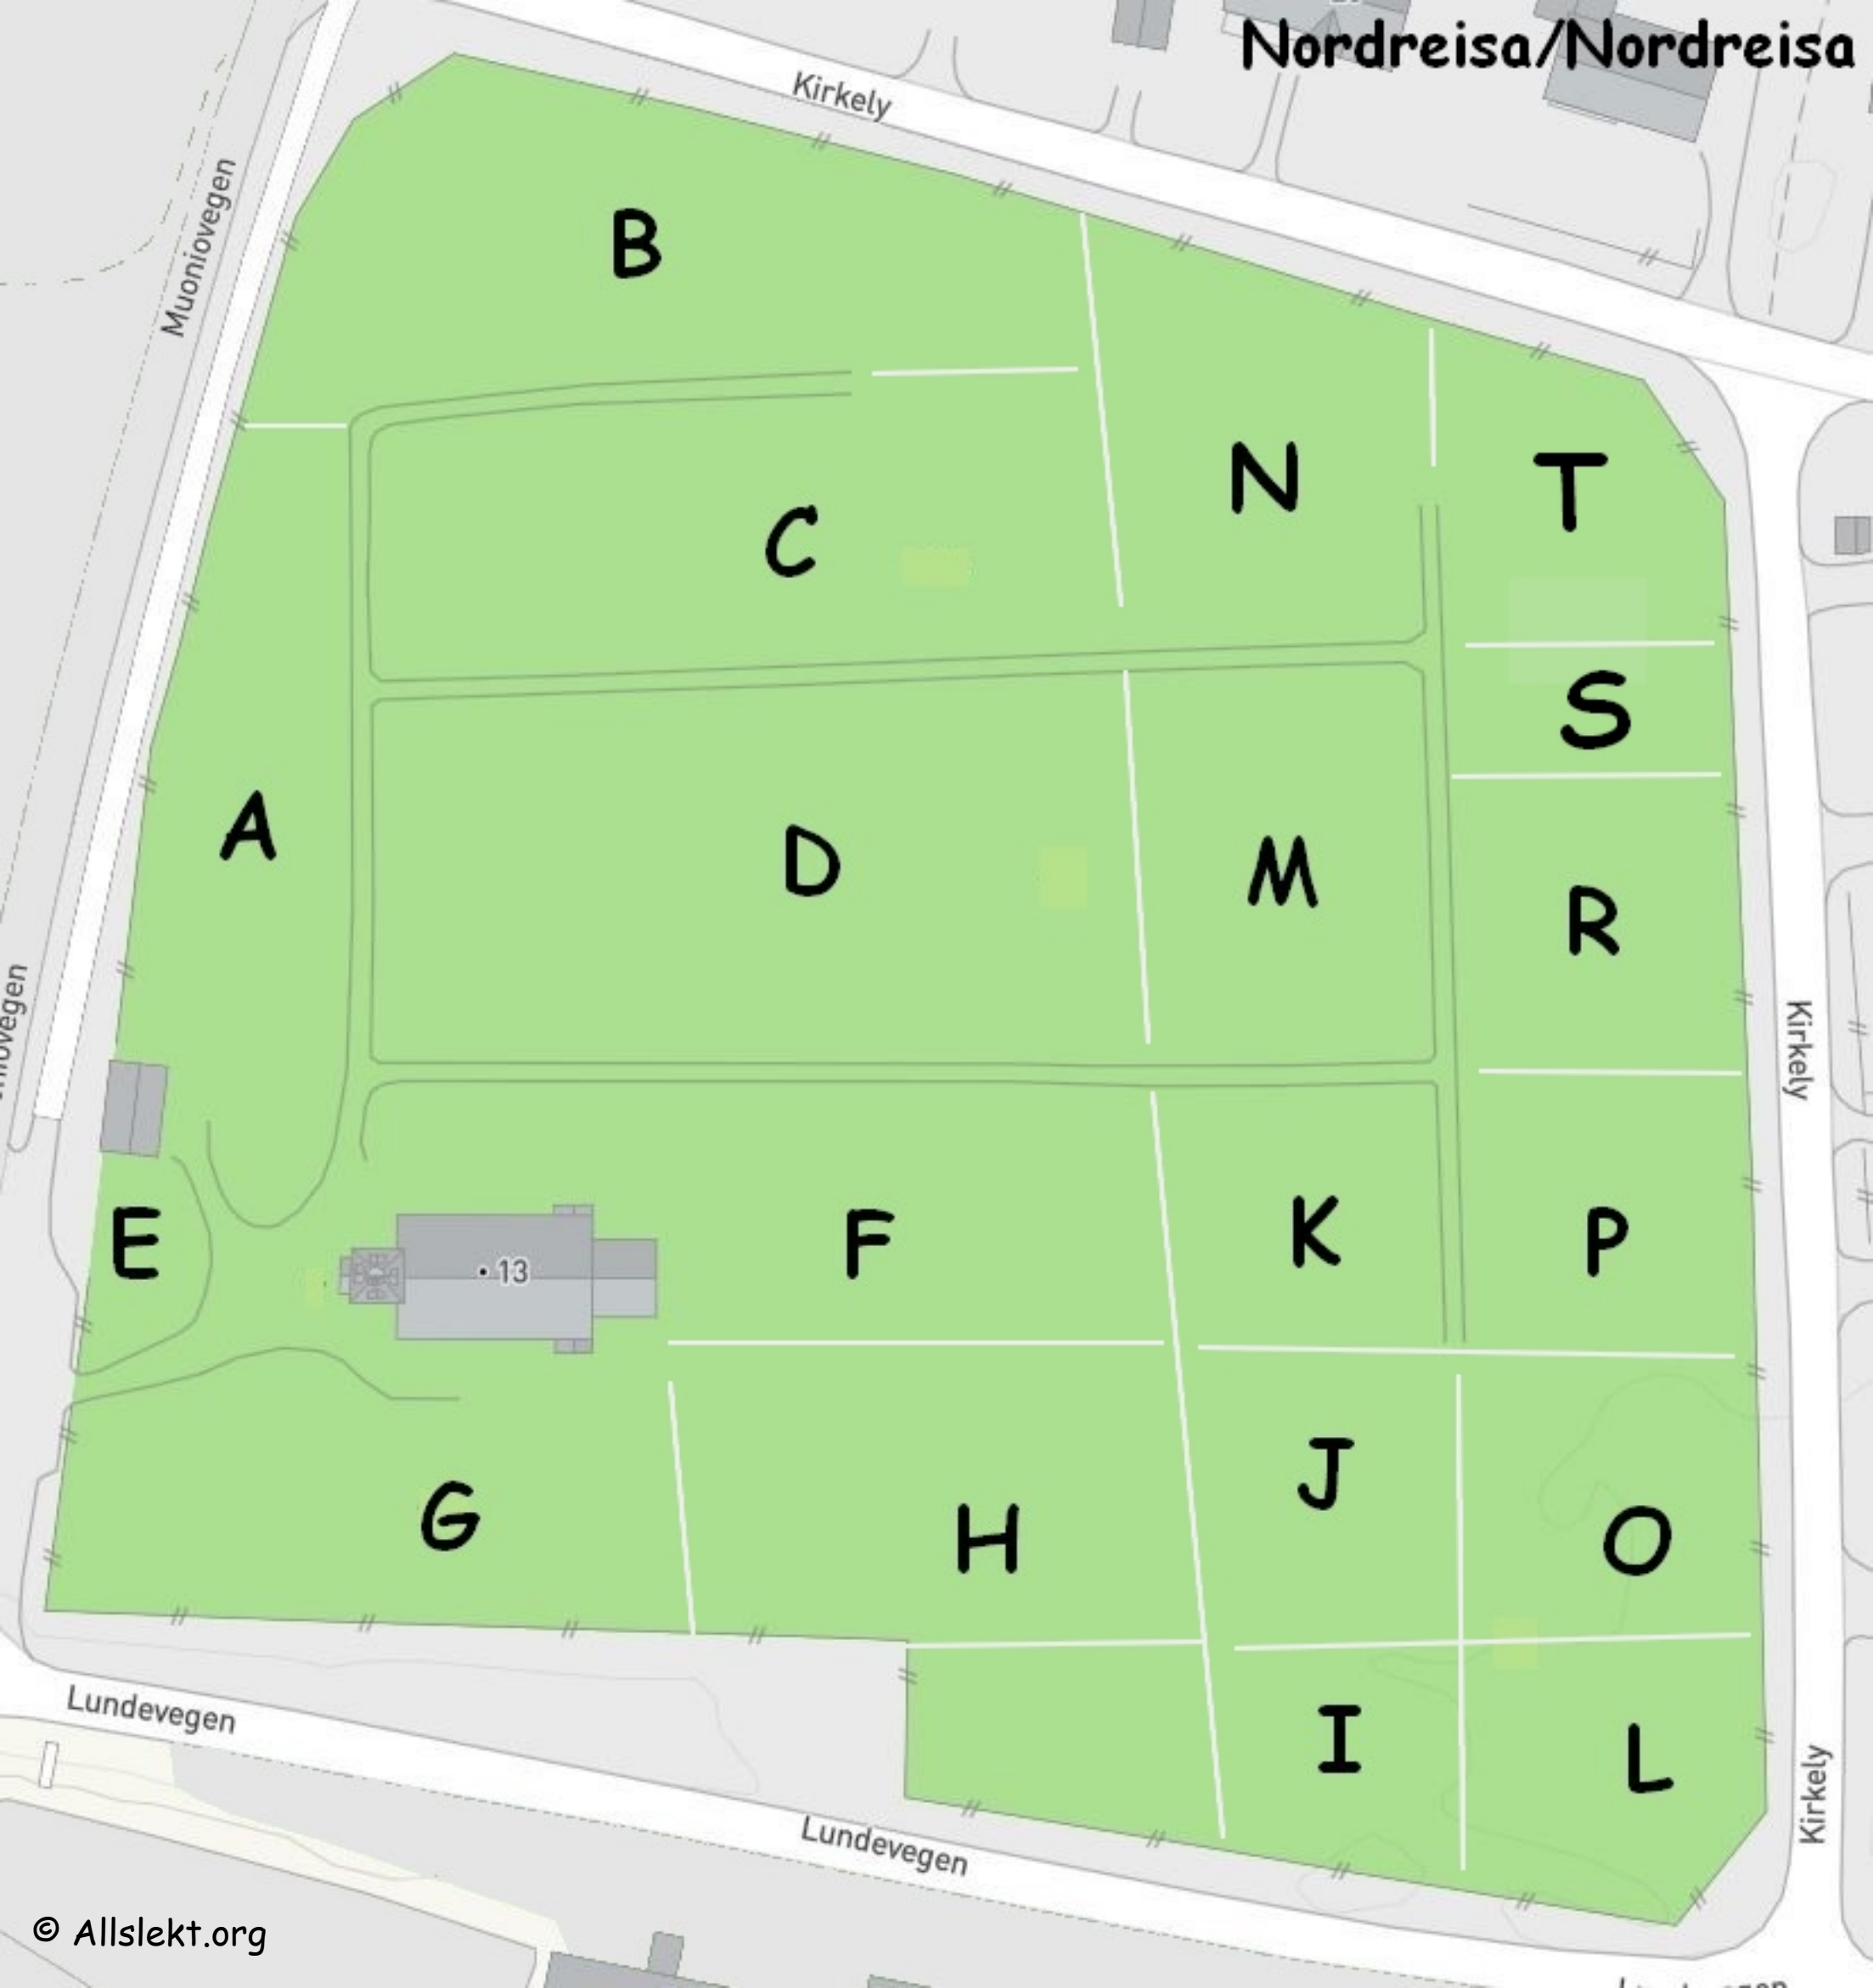 Nordreisa/Nordreisa
Kirkely
Muoniovegen
B
N
T
C
S
A
D
M
R
Kirkely
E
13
F
K
P
G
H
J
O
I
L
Lundevegen
Lundevegen
Kirkely
© Allslekt.org